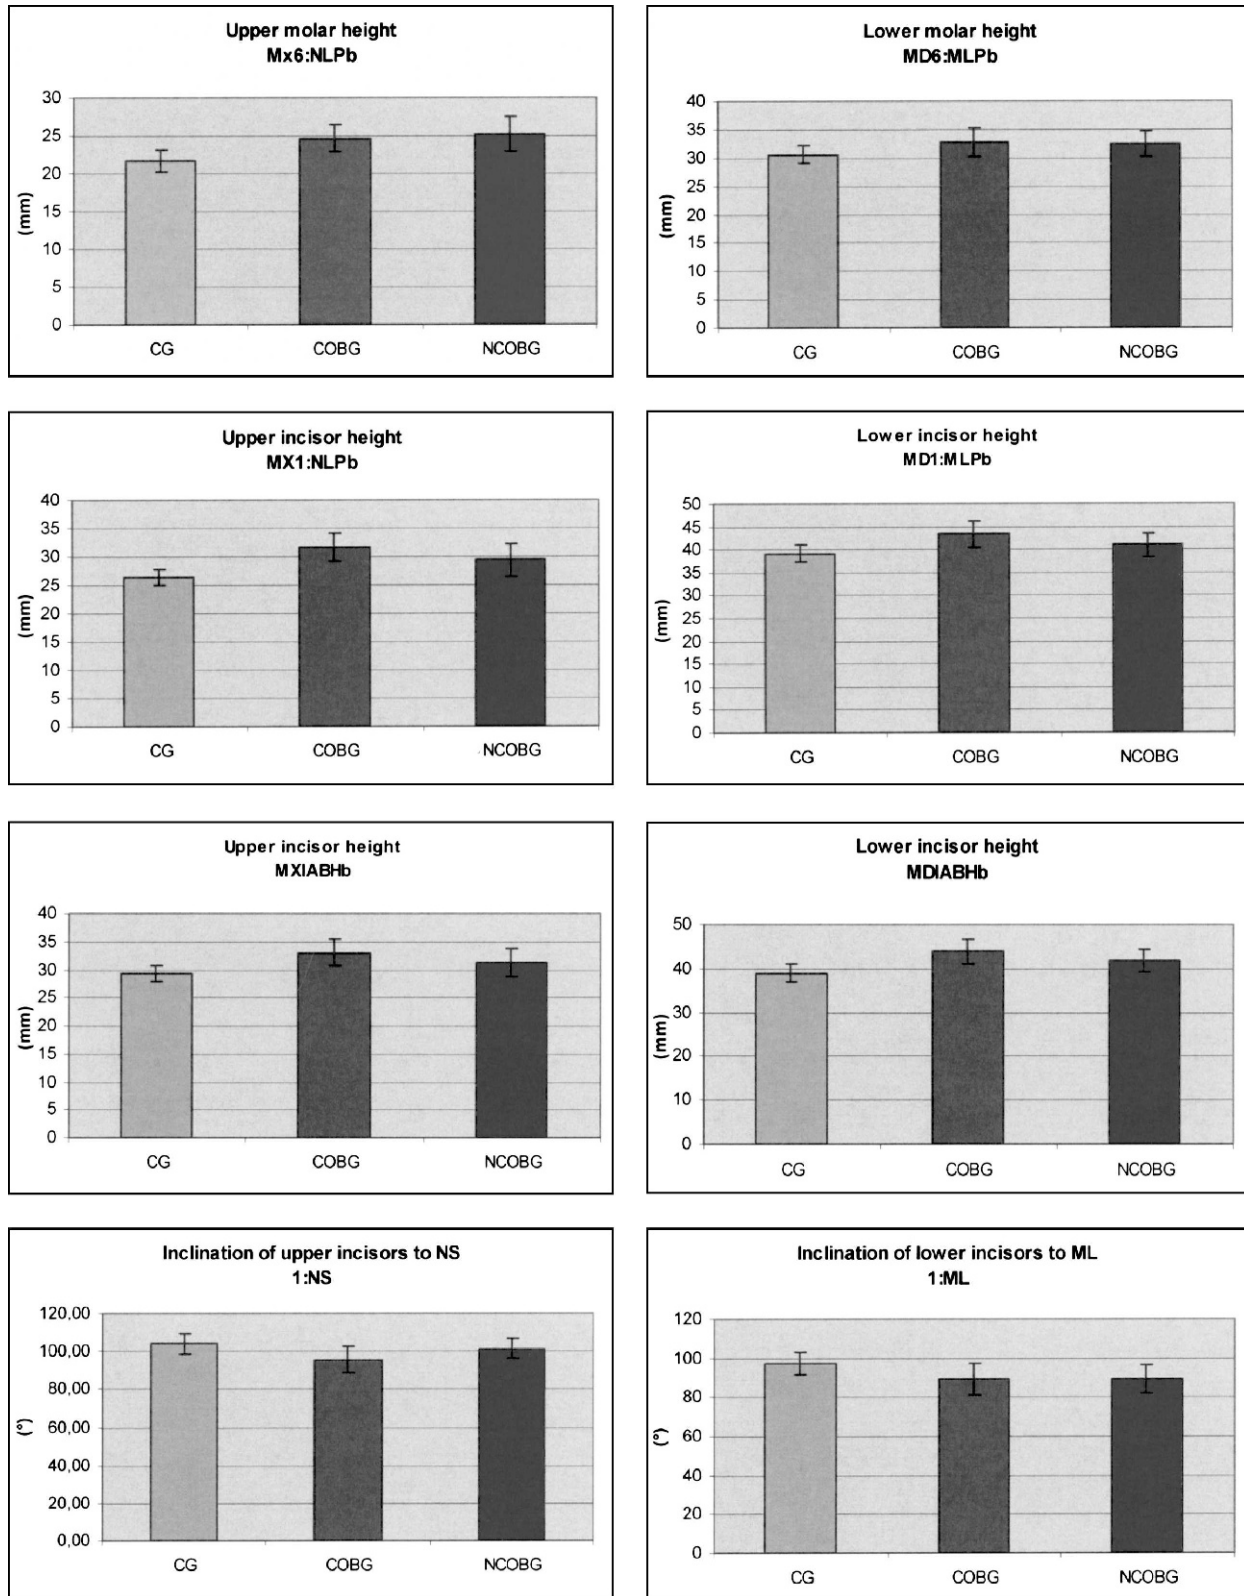 Upper molar height
Mx6:NLPb
30
25
20
15
10
5
0
(mm)
CG COBG NCOBG
Lower molar height
MD6:MLPb
40
35
30
25
20
15
10
5
0
(mm)
CG COBG NCOBG
Upper incisor height
MX1:NLPb
40
35
30
25
20
15
10
5
0
(mm)
CG COBG NCOBG
Lower incisor height
MD1:MLPb
50
45
40
35
30
25
20
15
10
5
0
(mm)
CG COBG NCOBG
Upper incisor height
MXIABHb
40
35
30
25
20
15
10
5
0
(mm)
CG COBG NCOBG
Lower incisor height
MDIABHb
50
40
30
20
10
0
(mm)
CG COBG NCOBG
Inclination of upper incisors to NS
1:NS
120,00
100,00
80,00
60,00
40,00
20,00
0,00
(°)
CG COBG NCOBG
Inclination of lower incisors to ML
1:ML
120
100
80
60
40
20
0
(°)
CG COBG NCOBG